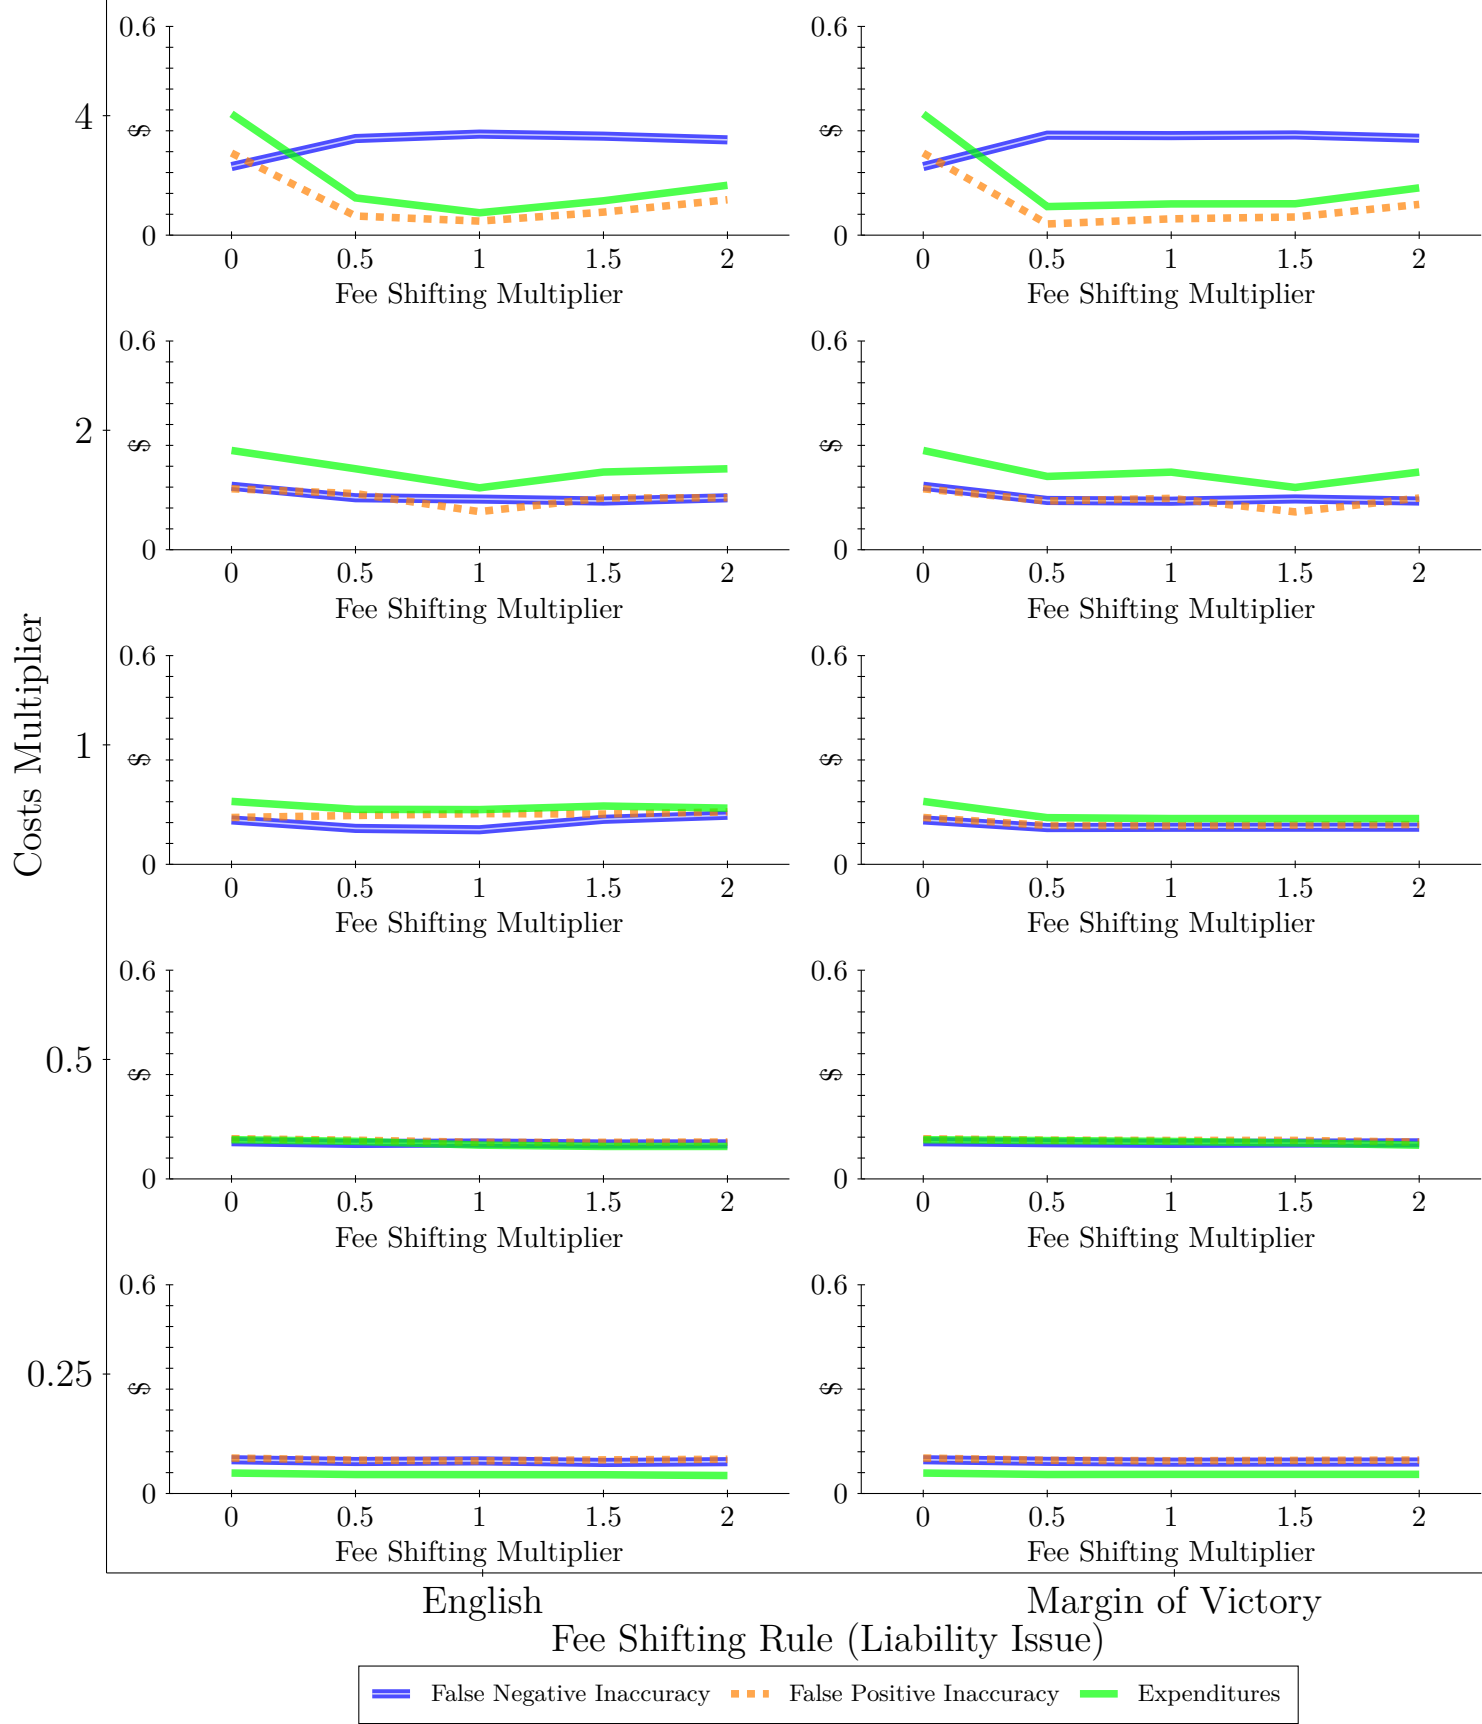 0.6
$
0
0 0.5 1 1.5 2
Fee Shifting Multiplier
0.6
$
0
0 0.5 1 1.5 2
Fee Shifting Multiplier
4
0.6
$
0
0 0.5 1 1.5 2
Fee Shifting Multiplier
0.6
$
0
0 0.5 1 1.5 2
Fee Shifting Multiplier
2
0.6
$
0
0 0.5 1 1.5 2
Fee Shifting Multiplier
0.6
$
0
0 0.5 1 1.5 2
Fee Shifting Multiplier
1
Costs Multiplier
0.6
$
0
0 0.5 1 1.5 2
Fee Shifting Multiplier
0.6
$
0
0 0.5 1 1.5 2
Fee Shifting Multiplier
0.5
0.6
$
0
0 0.5 1 1.5 2
Fee Shifting Multiplier
0.6
$
0
0 0.5 1 1.5 2
Fee Shifting Multiplier
0.25
English Margin of Victory
Fee Shifting Rule (Liability Issue)
False Negative Inaccuracy False Positive Inaccuracy Expenditures